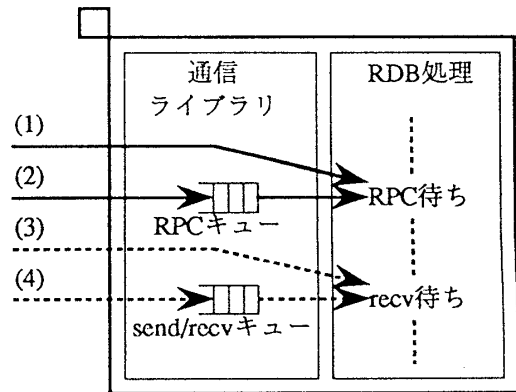 通信
ライブラリ
RDB処理
(1)
(2)
RPC待ち
RPCキュー
(3)
(4)
recv待ち
send/recvキュー